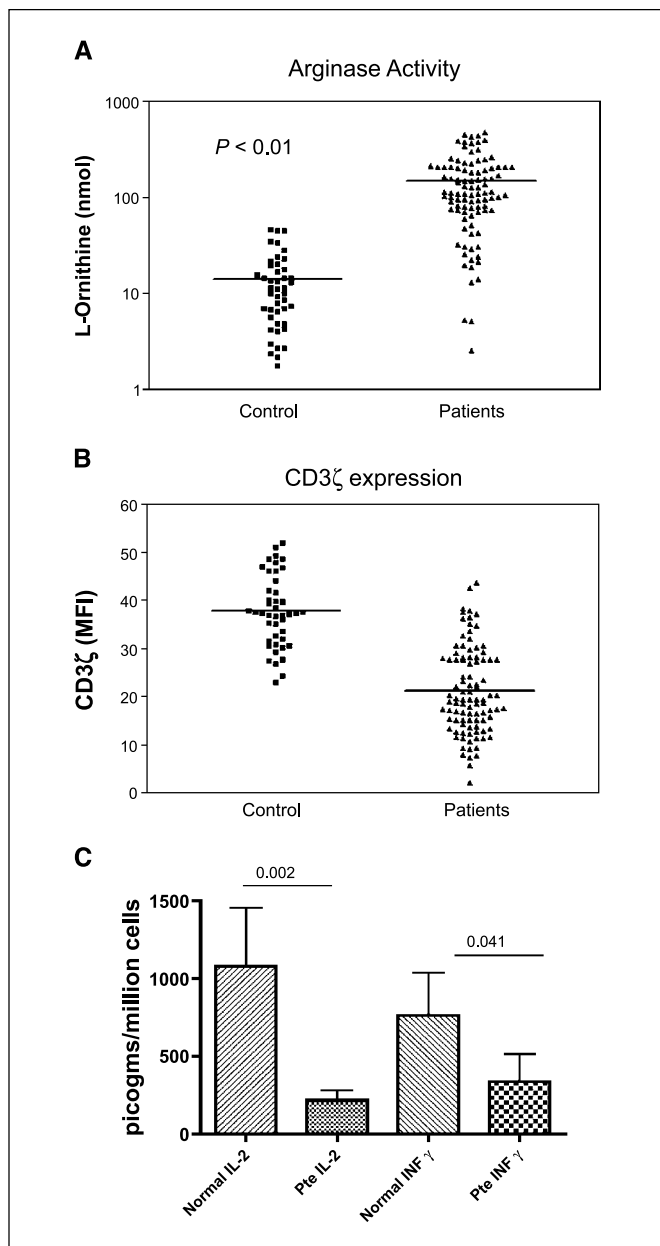 A
Arginase Activity
1000
100
10
1
L-Ornithine (nmol)
P < 0.01
Control
Patients
B
CD3ζ expression
60
50
40
30
20
10
0
CD3ζ (MFI)
Control
Patients
C
0.002
0.041
1500
1000
500
0
picogms/million cells
Normal IL-2
Pte IL-2
Normal INF γ
Pte INF γ